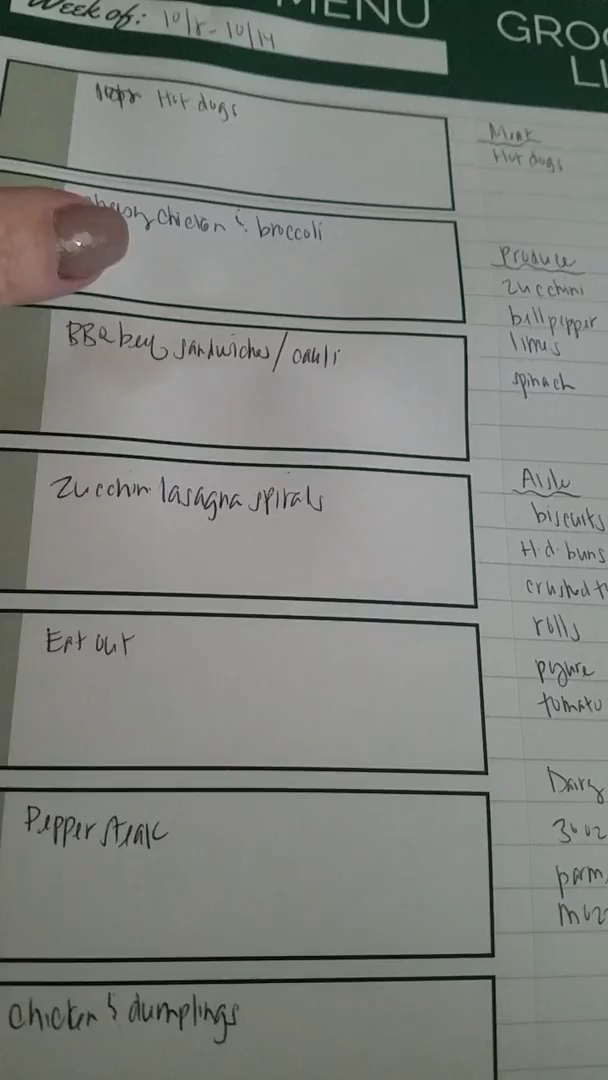 Week of: 10/8-10/14
MENU
GRO
LI
Hot dogs
chicken & broccoli
BBQ beef sandwiches/cauli
Zucchini lasagna spirals
Eat out
Pepper steak
chicken & dumplings
Meat
Hot dogs
Produce
zucchini
bell pepper
limes
spinach
Aisle
biscuits
H.d. buns
crushed t
rolls
tomato
Dairy
parm